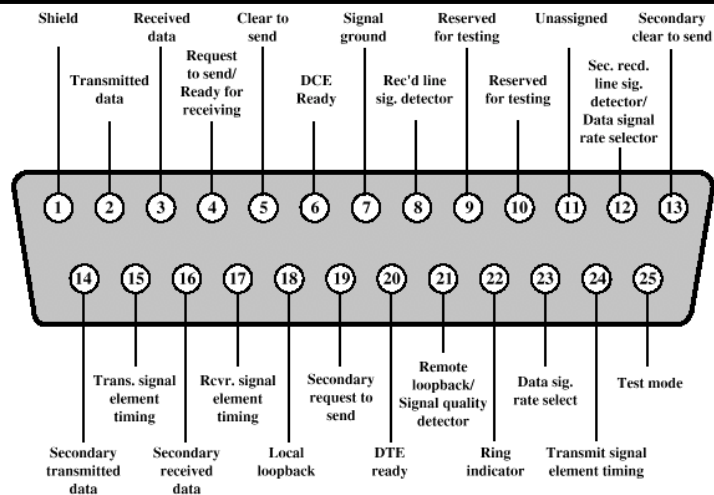 Shield
Received
data
Clear to
send
Signal
ground
Reserved
for testing
Unassigned
Secondary
clear to send
Transmitted
data
Request
to send/
Ready for
receiving
DCE
Ready
Rec'd line
sig. detector
Reserved
for testing
Sec. recd.
line sig.
detector/
Data signal
rate selector
1 2 3 4 5 6 7 8 9 10 11 12 13
14 15 16 17 18 19 20 21 22 23 24 25
Trans. signal
element
timing
Rcvr. signal
element
timing
Secondary
request to
send
Remote
loopback/
Signal quality
detector
Data sig.
rate select
Test mode
Secondary
transmitted
data
Secondary
received
data
Local
loopback
DTE
ready
Ring
indicator
Transmit signal
element timing